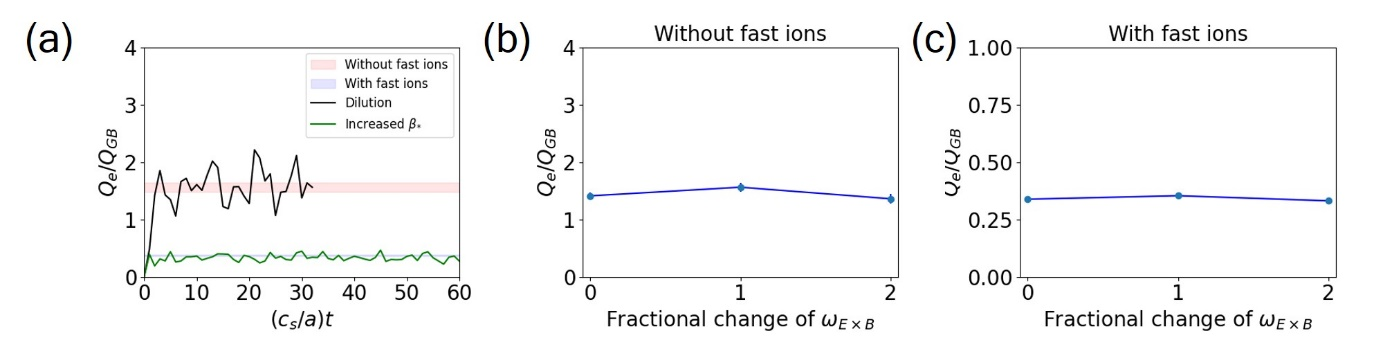 (a)
4
3
2
1
0
Q_e/Q_GB
Without fast ions
With fast ions
Dilution
Increased β_*
0 10 20 30 40 50 60
(c_s/a)t
(b)
Without fast ions
4
3
2
1
0
Q_e/Q_GB
0 1 2
Fractional change of ω_{E×B}
(c)
With fast ions
1.00
0.75
0.50
0.25
0.00
Q_e/Q_GB
0 1 2
Fractional change of ω_{E×B}